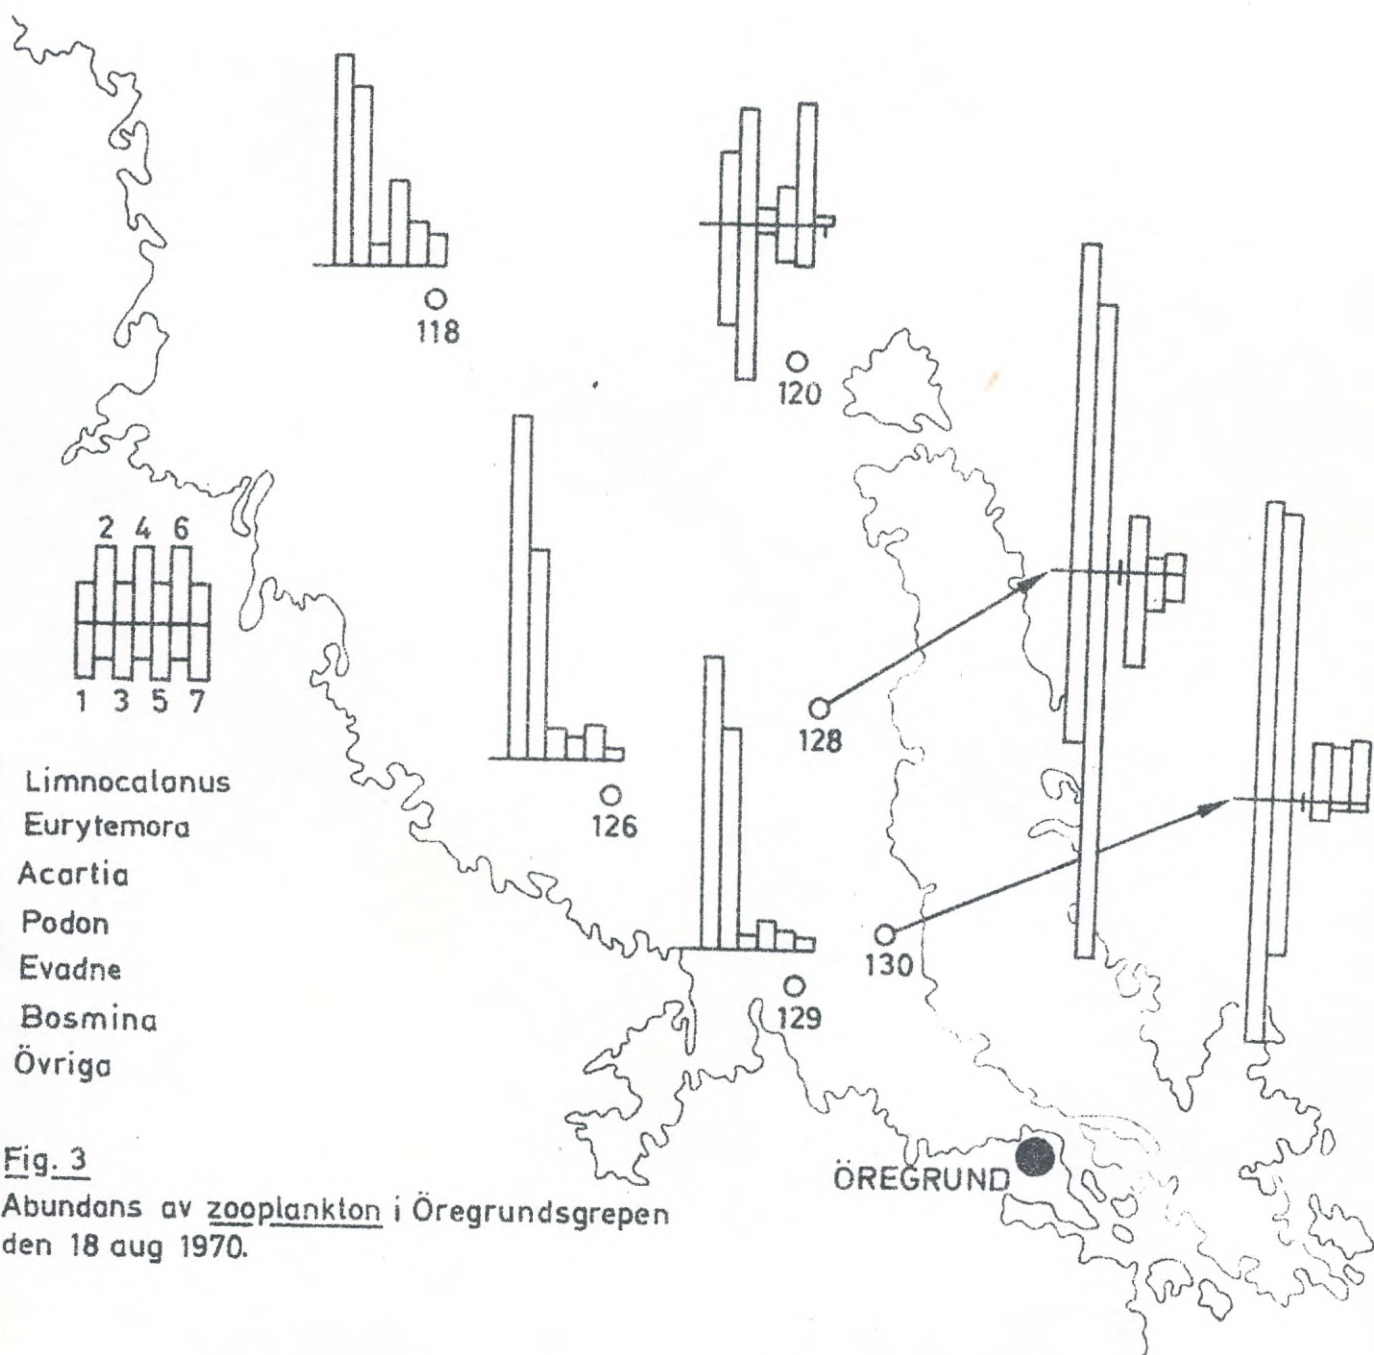 118
120
2 4 6
1 3 5 7
128
126
130
129
Limnocalanus
Eurytemora
Acartia
Podon
Evadne
Bosmina
Övriga
ÖREGRUND
Fig. 3
Abundans av zooplankton i Öregrundsgrepen
den 18 aug 1970.